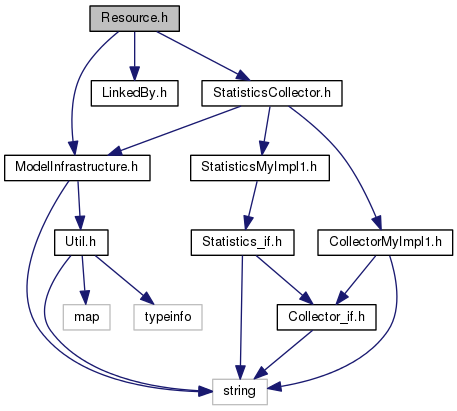 Resource.h
LinkedBy.h
StatisticsCollector.h
ModelInfrastructure.h
StatisticsMyImpl1.h
Util.h
Statistics_if.h
CollectorMyImpl1.h
map
typeinfo
Collector_if.h
string